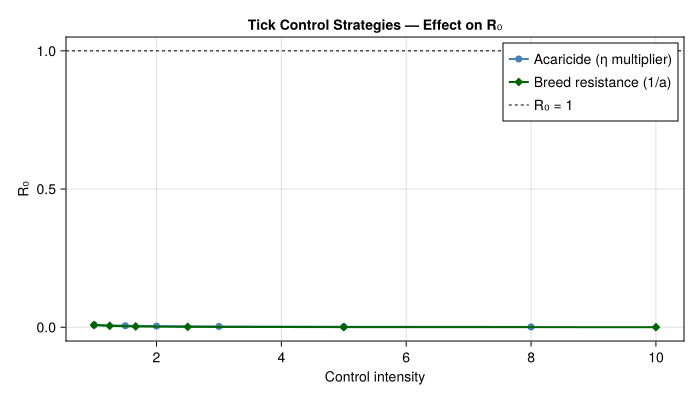 Tick Control Strategies — Effect on R₀
Acaricide (η multiplier)
Breed resistance (1/a)
R₀ = 1
R₀
1.0
0.5
0.0
2
4
6
8
10
Control intensity